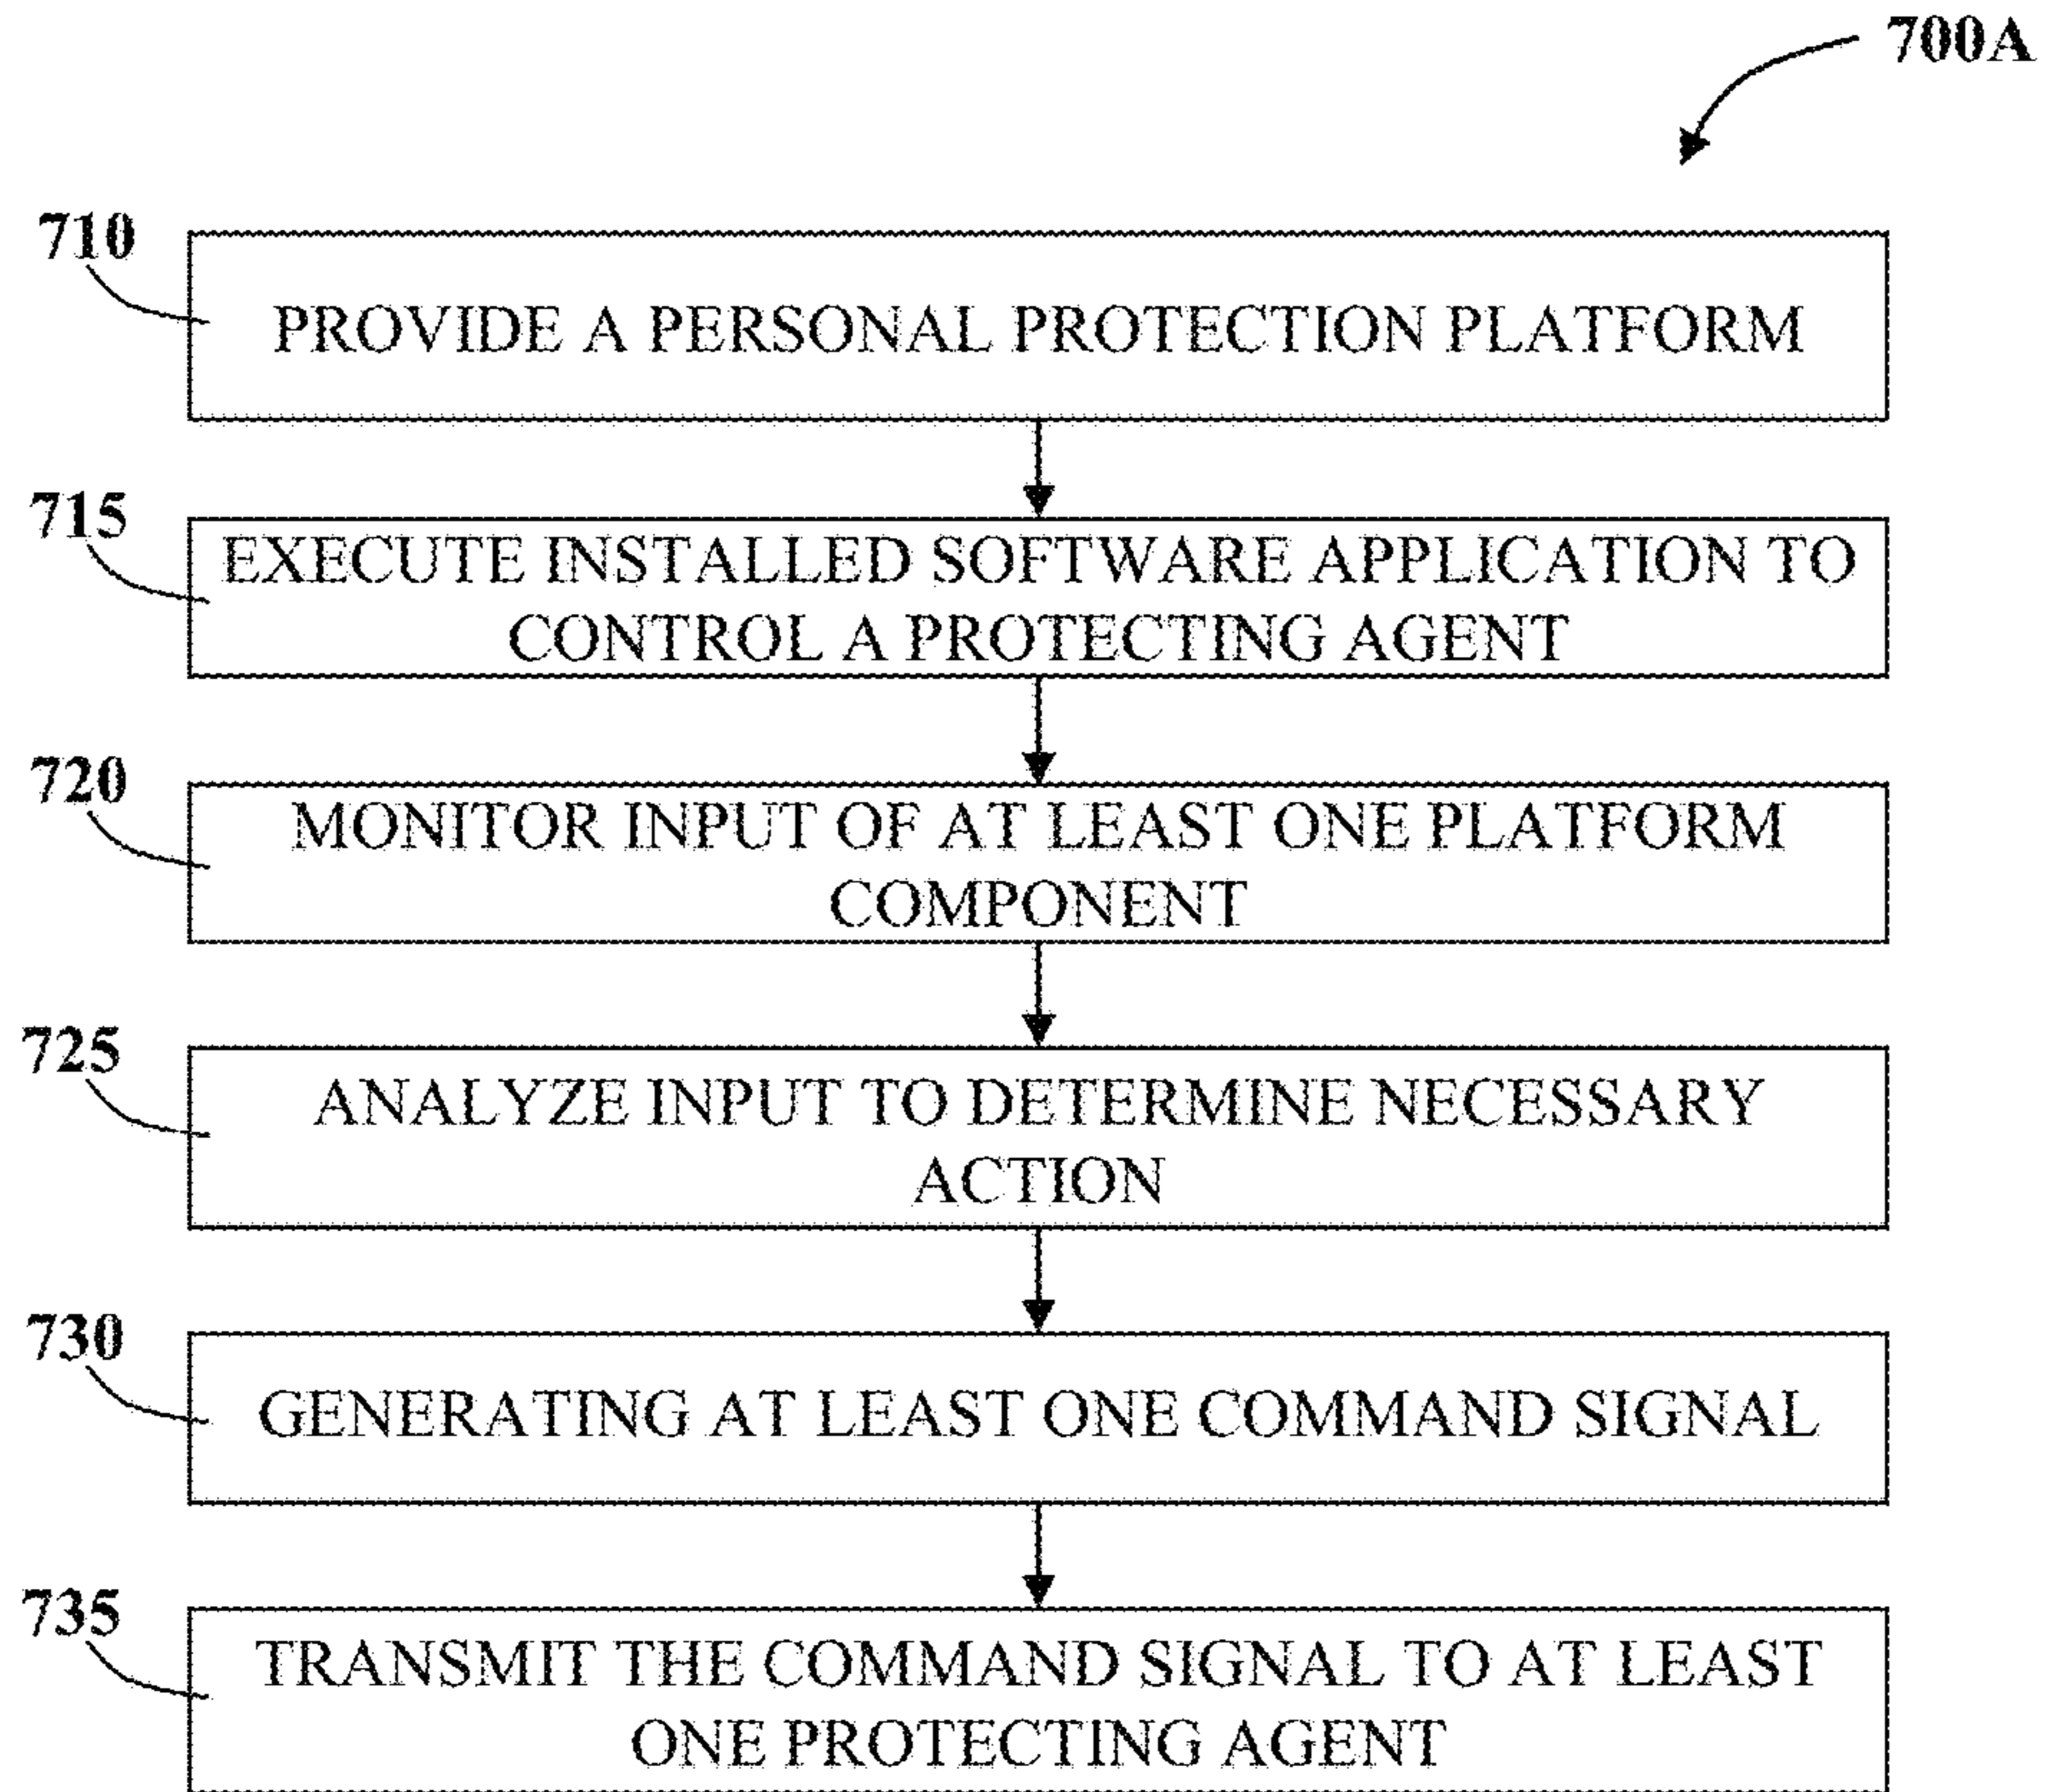 700A
710
PROVIDE A PERSONAL PROTECTION PLATFORM
715
EXECUTE INSTALLED SOFTWARE APPLICATION TO
CONTROL A PROTECTING AGENT
720
MONITOR INPUT OF AT LEAST ONE PLATFORM
COMPONENT
725
ANALYZE INPUT TO DETERMINE NECESSARY
ACTION
730
GENERATING AT LEAST ONE COMMAND SIGNAL
735
TRANSMIT THE COMMAND SIGNAL TO AT LEAST
ONE PROTECTING AGENT